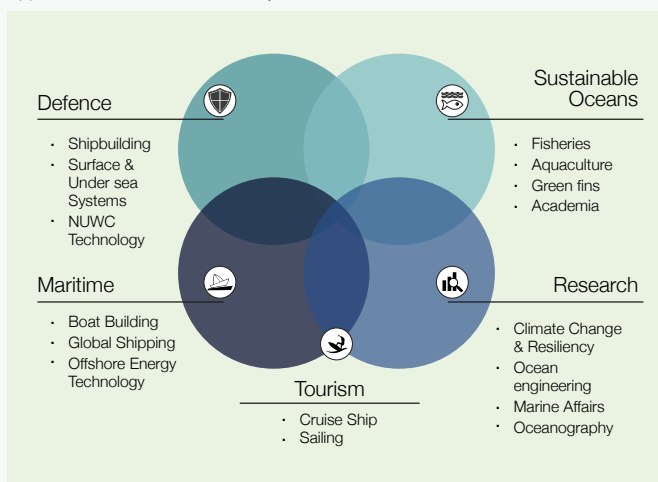 Defence
· Shipbuilding
· Surface &
Under sea
Systems
· NUWC
Technology
Sustainable
Oceans
· Fisheries
· Aquaculture
· Green fins
· Academia
Maritime
· Boat Building
· Global Shipping
· Offshore Energy
Technology
Research
· Climate Change
& Resiliency
· Ocean
engineering
· Marine Affairs
· Oceanography
Tourism
· Cruise Ship
· Sailing